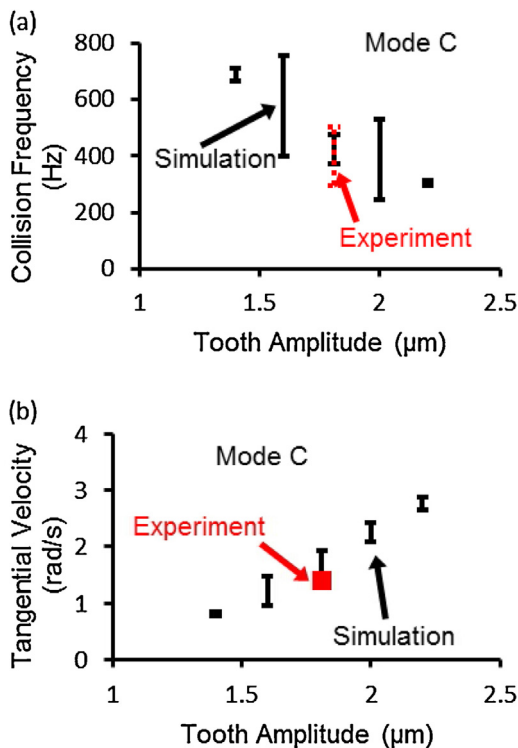 (a)
Mode C
Collision Frequency
(Hz)
800
600
400
200
0
Simulation
Experiment
1
1.5
2
2.5
Tooth Amplitude (μm)
(b)
Mode C
Tangential Velocity
(rad/s)
4
3
2
1
0
Experiment
Simulation
1
1.5
2
2.5
Tooth Amplitude (μm)